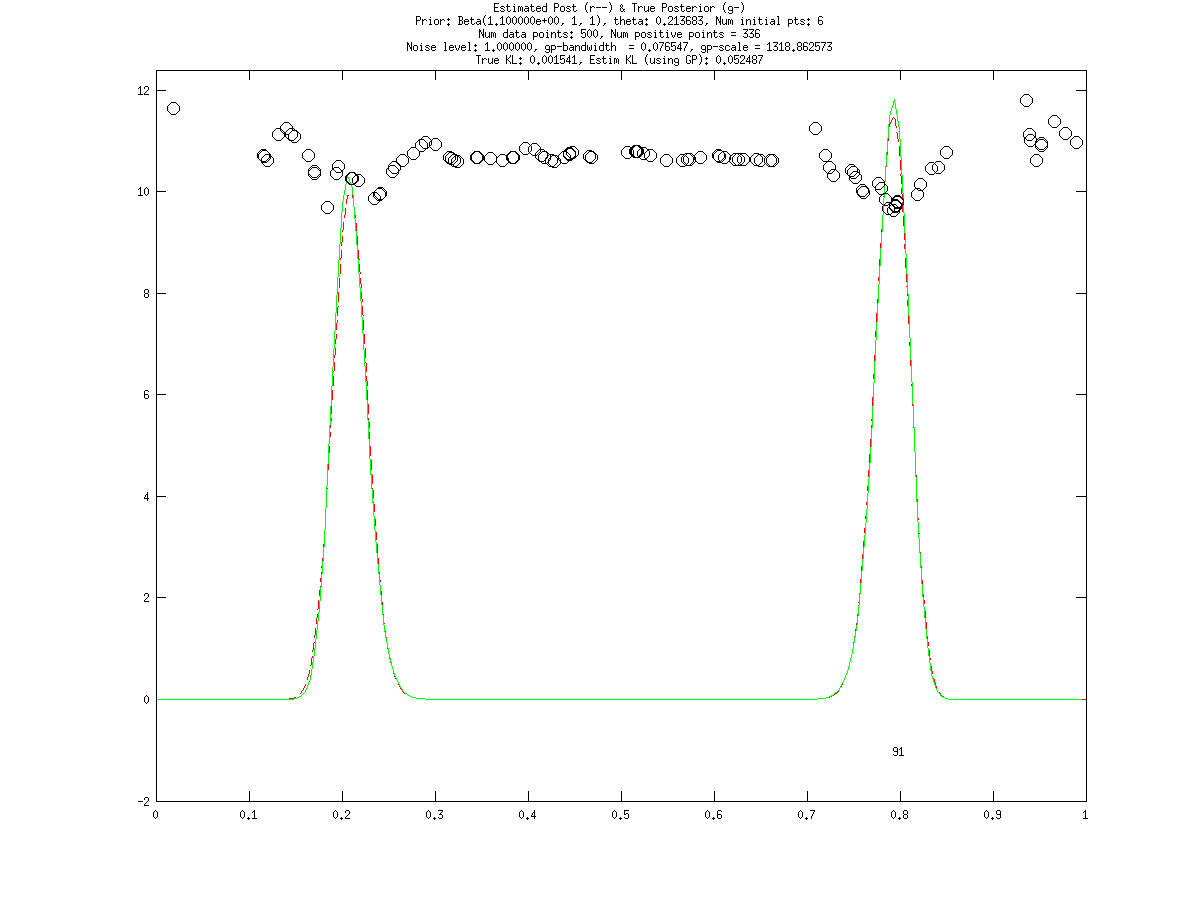 Estimated Post (r--) & True Posterior (g-)
Prior: Beta(1.100000e+00, 1, 1), theta: 0.213683, Num initial pts: 6
Num data points: 500, Num positive points = 336
Noise level: 1.000000, gp-bandwidth  = 0.076547, gp-scale = 1318.862573
True KL: 0.001541, Estim KL (using GP): 0.052487
12
10
8
6
4
2
0
91
-2
0 0.1 0.2 0.3 0.4 0.5 0.6 0.7 0.8 0.9 1